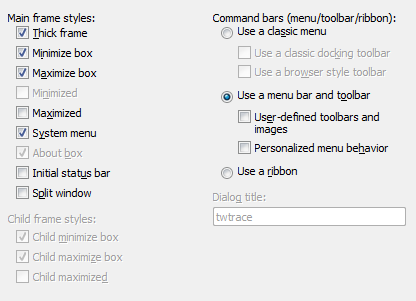 Main frame styles:
Thick frame
Minimize box
Maximize box
Minimized
Maximized
System menu
About box
Initial status bar
Split window
Child frame styles:
Child minimize box
Child maximize box
Child maximized
Command bars (menu/toolbar/ribbon):
Use a classic menu
Use a classic docking toolbar
Use a browser style toolbar
Use a menu bar and toolbar
User-defined toolbars and
images
Personalized menu behavior
Use a ribbon
Dialog title:
twtrace